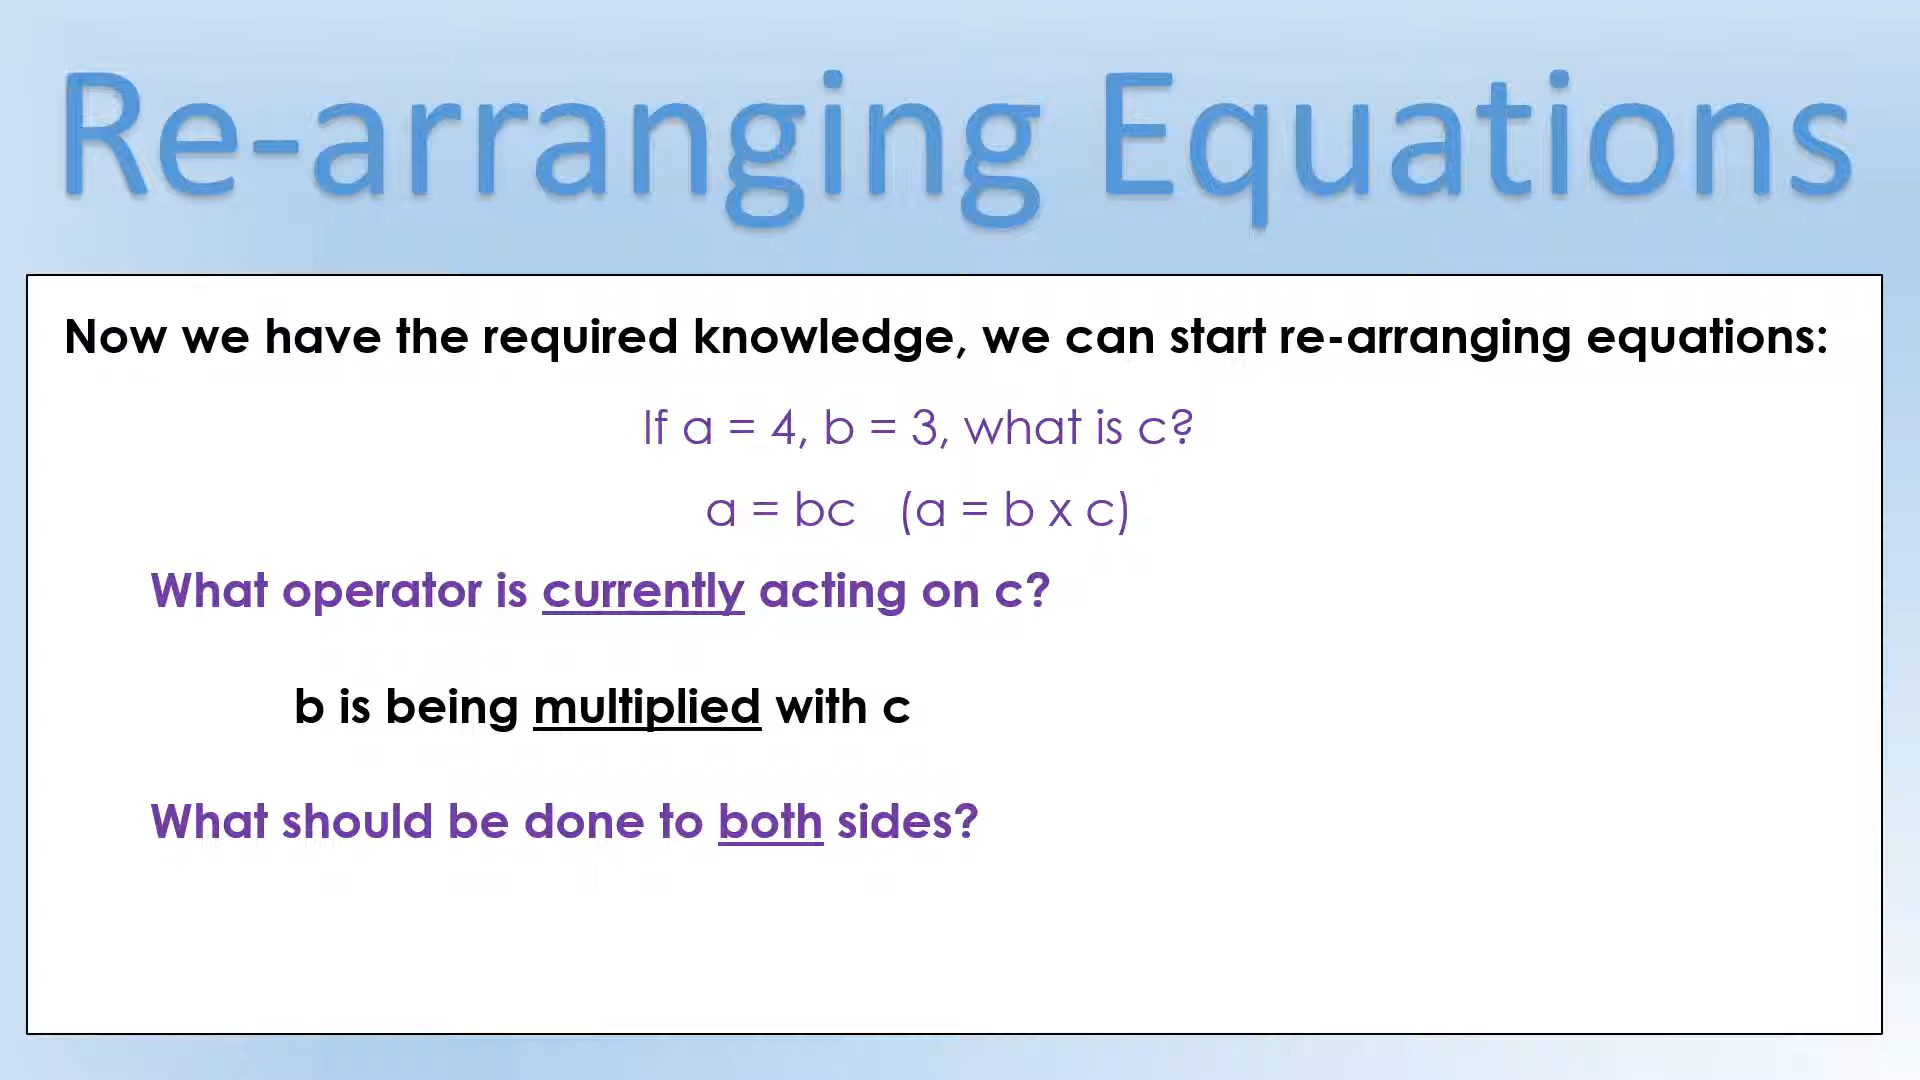 Re-arranging Equations
Now we have the required knowledge, we can start re-arranging equations:
If a = 4, b = 3, what is c?
a = bc (a = b x c)
What operator is currently acting on c?
b is being multiplied with c
What should be done to both sides?